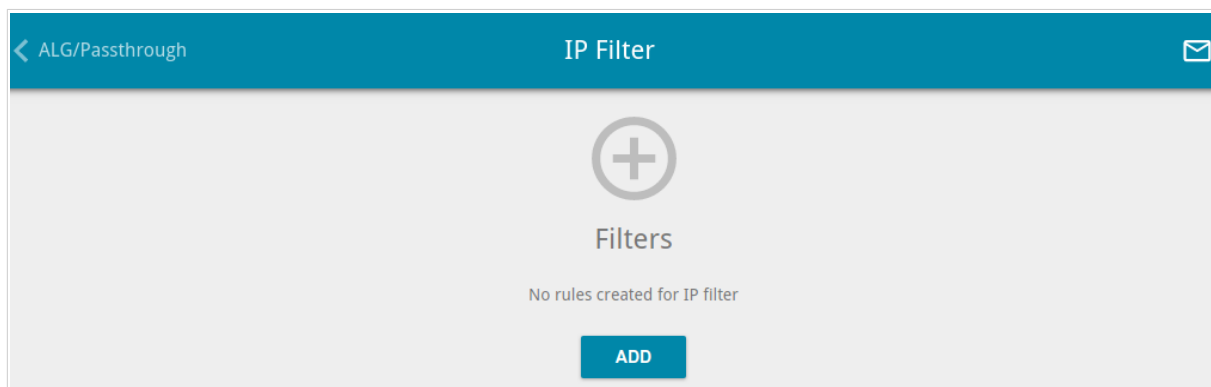 ALG/Passthrough
IP Filter
Filters
No rules created for IP filter
ADD